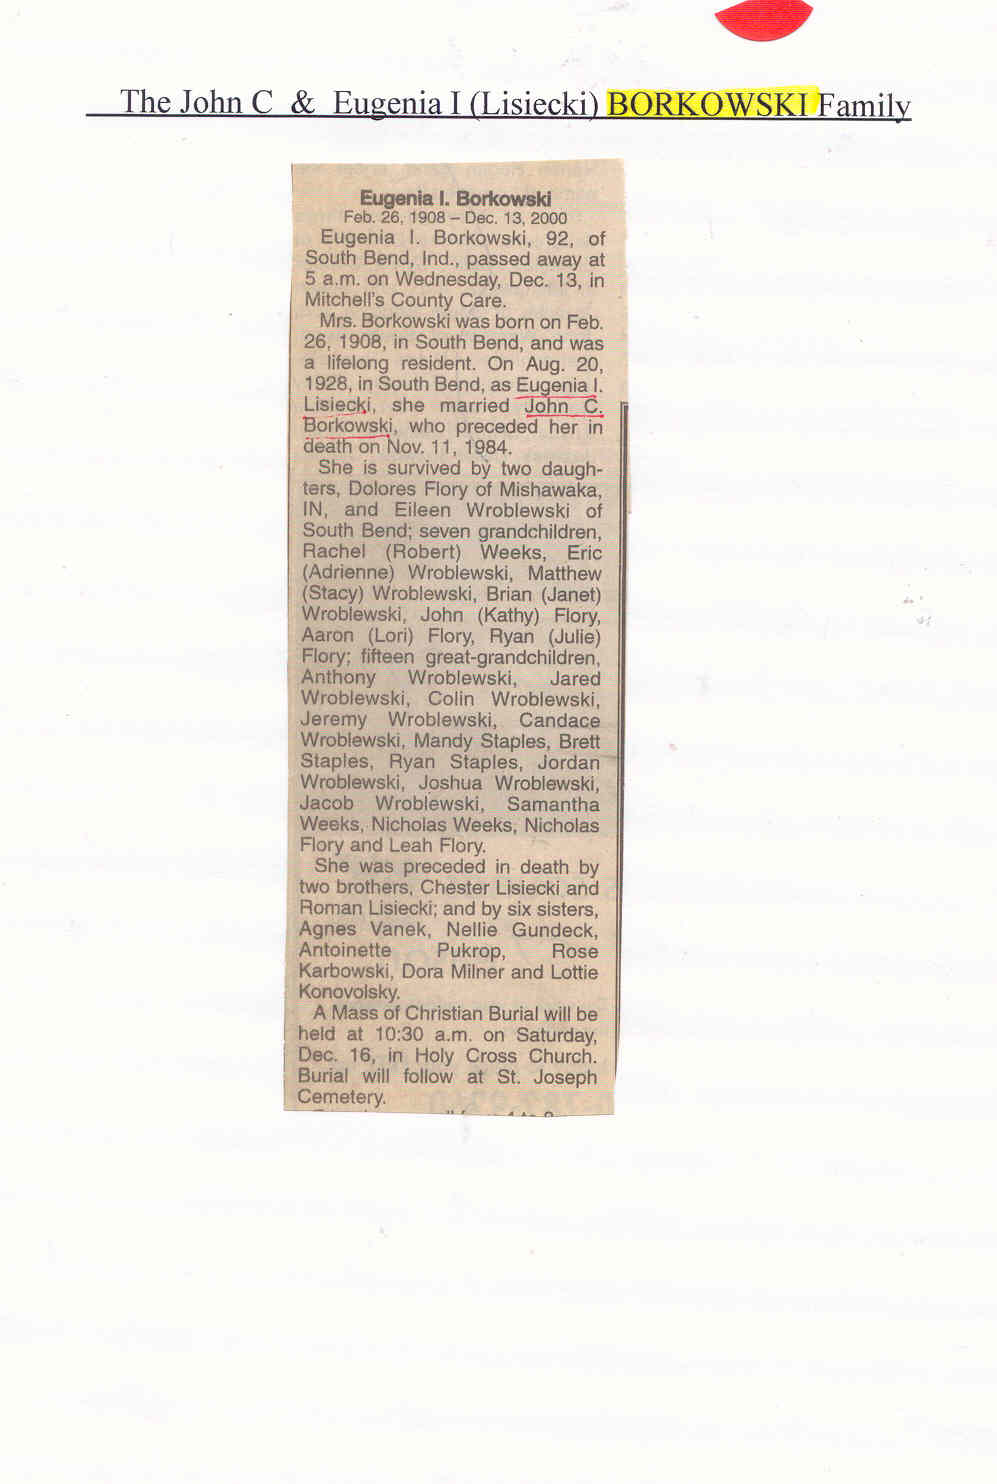 The John C & Eugenia I (Lisiecki) BORKOWSKI Family
Eugenia I. Borkowski
Feb. 26, 1908 – Dec. 13, 2000
Eugenia I. Borkowski, 92, of
South Bend, Ind., passed away at
5 a.m. on Wednesday, Dec. 13, in
Mitchell's County Care.
Mrs. Borkowski was born on Feb.
26, 1908, in South Bend, and was
a lifelong resident. On Aug. 20,
1928, in South Bend, as Eugenia I.
Lisiecki, she married John C.
Borkowski, who preceded her in
death on Nov. 11, 1984.
She is survived by two daugh-
ters, Dolores Flory of Mishawaka,
IN, and Eileen Wroblewski of
South Bend; seven grandchildren,
Rachel (Robert) Weeks, Eric
(Adrienne) Wroblewski, Matthew
(Stacy) Wroblewski, Brian (Janet)
Wroblewski, John (Kathy) Flory,
Aaron (Lori) Flory, Ryan (Julie)
Flory; fifteen great-grandchildren,
Anthony Wroblewski, Jared
Wroblewski, Colin Wroblewski,
Jeremy Wroblewski, Candace
Wroblewski, Mandy Staples, Brett
Staples, Ryan Staples, Jordan
Wroblewski, Joshua Wroblewski,
Jacob Wroblewski, Samantha
Weeks, Nicholas Weeks, Nicholas
Flory and Leah Flory.
She was preceded in death by
two brothers, Chester Lisiecki and
Roman Lisiecki; and by six sisters,
Agnes Vanek, Nellie Gundeck,
Antoinette Pukrop, Rose
Karbowski, Dora Milner and Lottie
Konovolsky.
A Mass of Christian Burial will be
held at 10:30 a.m. on Saturday,
Dec. 16, in Holy Cross Church.
Burial will follow at St. Joseph
Cemetery.